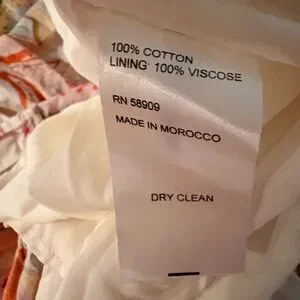 100% COTTON
LINING: 100% VISCOSE
RN 58909
MADE IN MOROCCO
DRY CLEAN